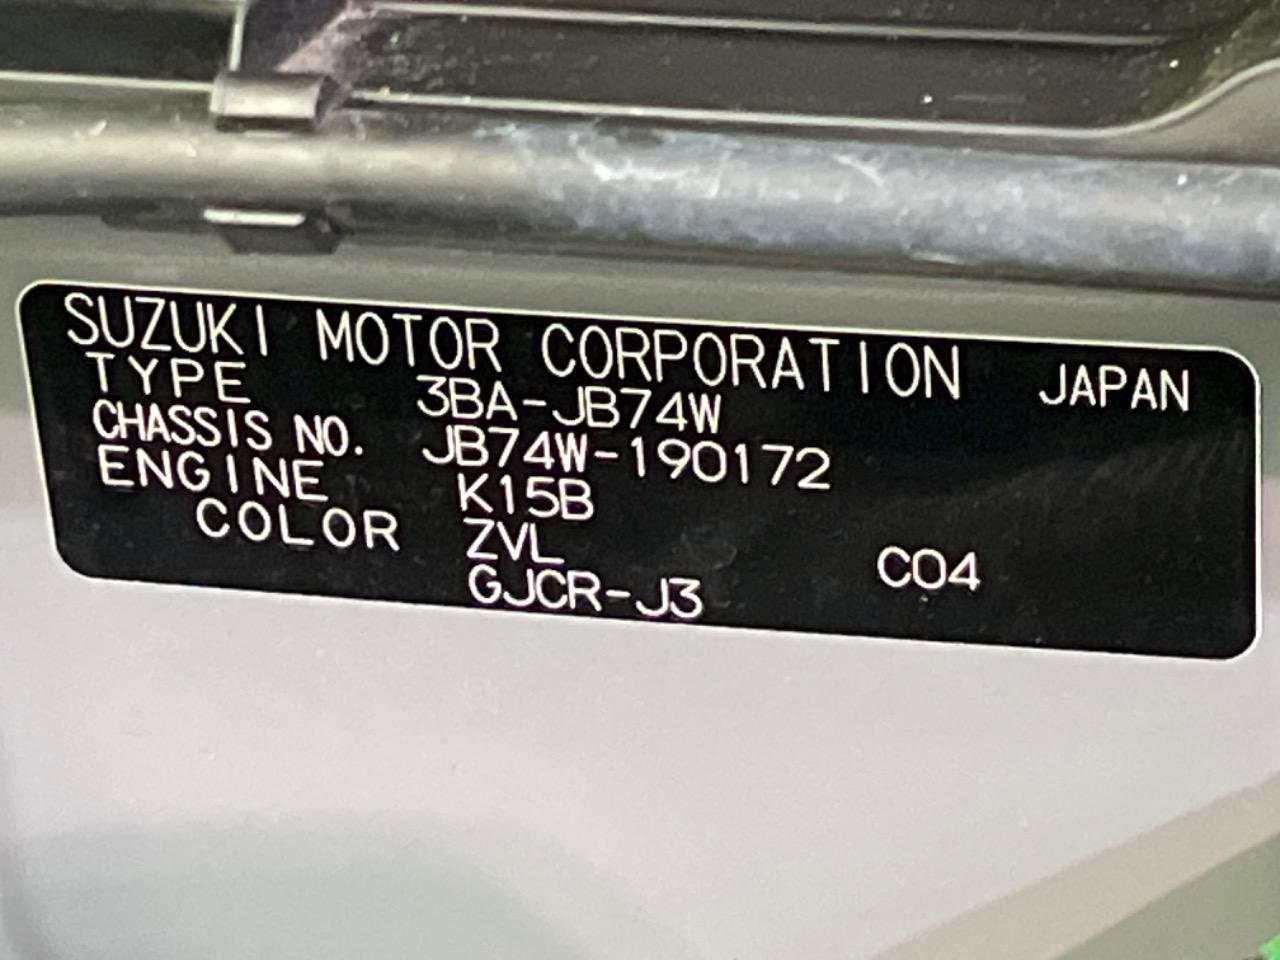 SUZUKI MOTOR CORPORATION JAPAN
TYPE 3BA-JB74W
CHASSIS NO. JB74W-190172
ENGINE K15B
COLOR ZVL C04
GJCR-J3